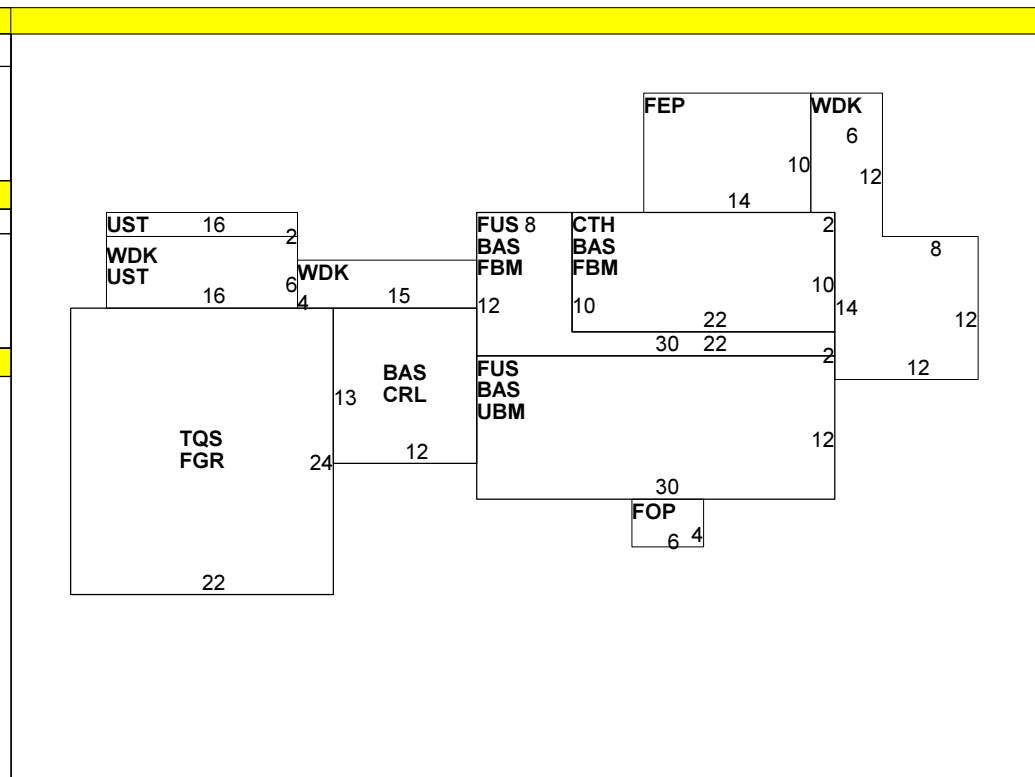 FEP
WDK
6
10
12
14
UST 16
2
FUS 8
BAS
FBM
CTH
BAS
FBM
2
WDK
UST
6
16
WDK
4
15
8
12
10
10
14
12
22
30 22
2
12
FUS
BAS
UBM
12
30
BAS
CRL
13
12
TQS
FGR
24
22
FOP
6 4